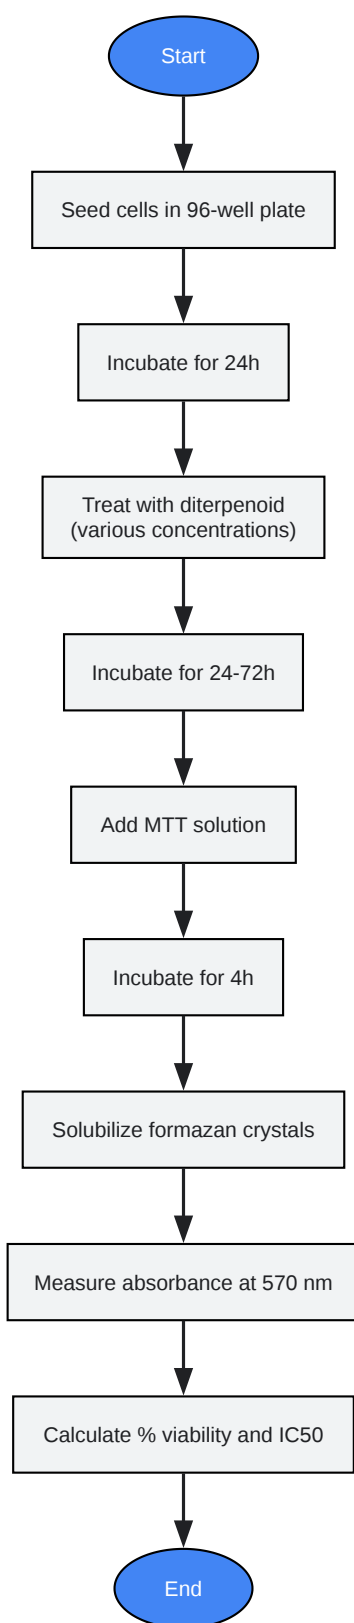 Start
Seed cells in 96-well plate
Incubate for 24h
Treat with diterpenoid
(various concentrations)
Incubate for 24-72h
Add MTT solution
Incubate for 4h
Solubilize formazan crystals
Measure absorbance at 570 nm
Calculate % viability and IC50
End